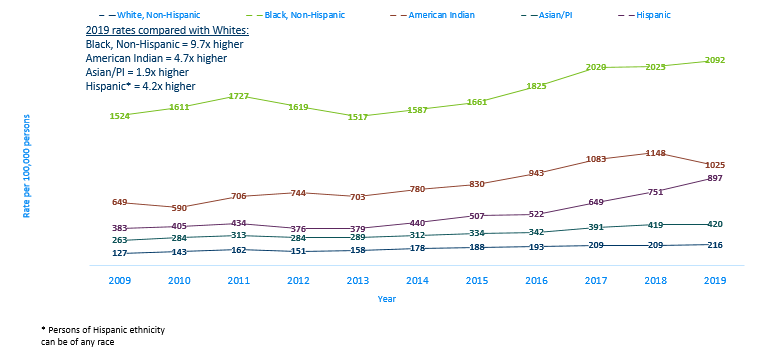 White, Non-Hispanic Black, Non-Hispanic American Indian Asian/PI Hispanic
2019 rates compared with Whites:
Black, Non-Hispanic = 9.7x higher
American Indian = 4.7x higher
Asian/PI = 1.9x higher
Hispanic* = 4.2x higher
Rate per 100,000 persons
1524 1611 1727 1619 1517 1587 1661 1825 2020 2023 2092
649 590 706 744 703 780 830 943 1083 1148 1025
383 405 434 376 379 440 507 522 649 751 897
263 284 313 284 289 312 334 342 391 419 420
127 143 162 151 158 178 188 193 209 209 216
2009 2010 2011 2012 2013 2014 2015 2016 2017 2018 2019
Year
* Persons of Hispanic ethnicity
can be of any race